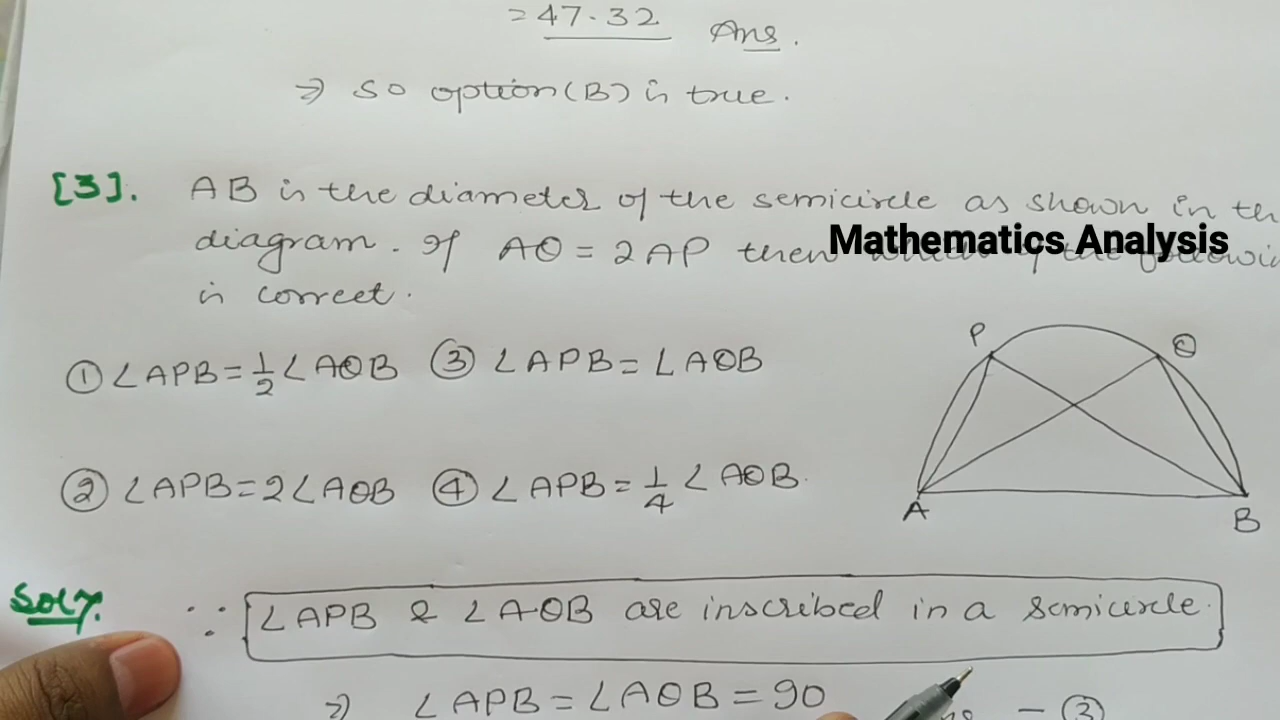 = 47.32 Ans.
⇒ so option (B) is true.
[3]. AB is the diameter of the semicircle as shown in th
diagram. If AQ = 2AP then
Mathematics Analysis
is correct.
① ∠APB = 1/2 ∠AQB ③ ∠APB = ∠AQB
② ∠APB = 2∠AQB ④ ∠APB = 1/4 ∠AQB.
P Q
A B
Soln. ∵ ∠APB & ∠AQB are inscribed in a semicircle.
⇒ ∠APB = ∠AQB = 90 – ③